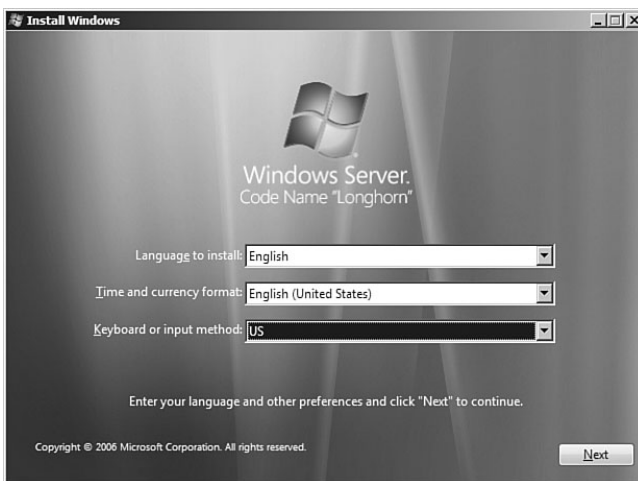 Install Windows
Windows Server.
Code Name "Longhorn"
Language to install: English
Time and currency format: English (United States)
Keyboard or input method: US
Enter your language and other preferences and click "Next" to continue.
Copyright © 2006 Microsoft Corporation. All rights reserved.
Next